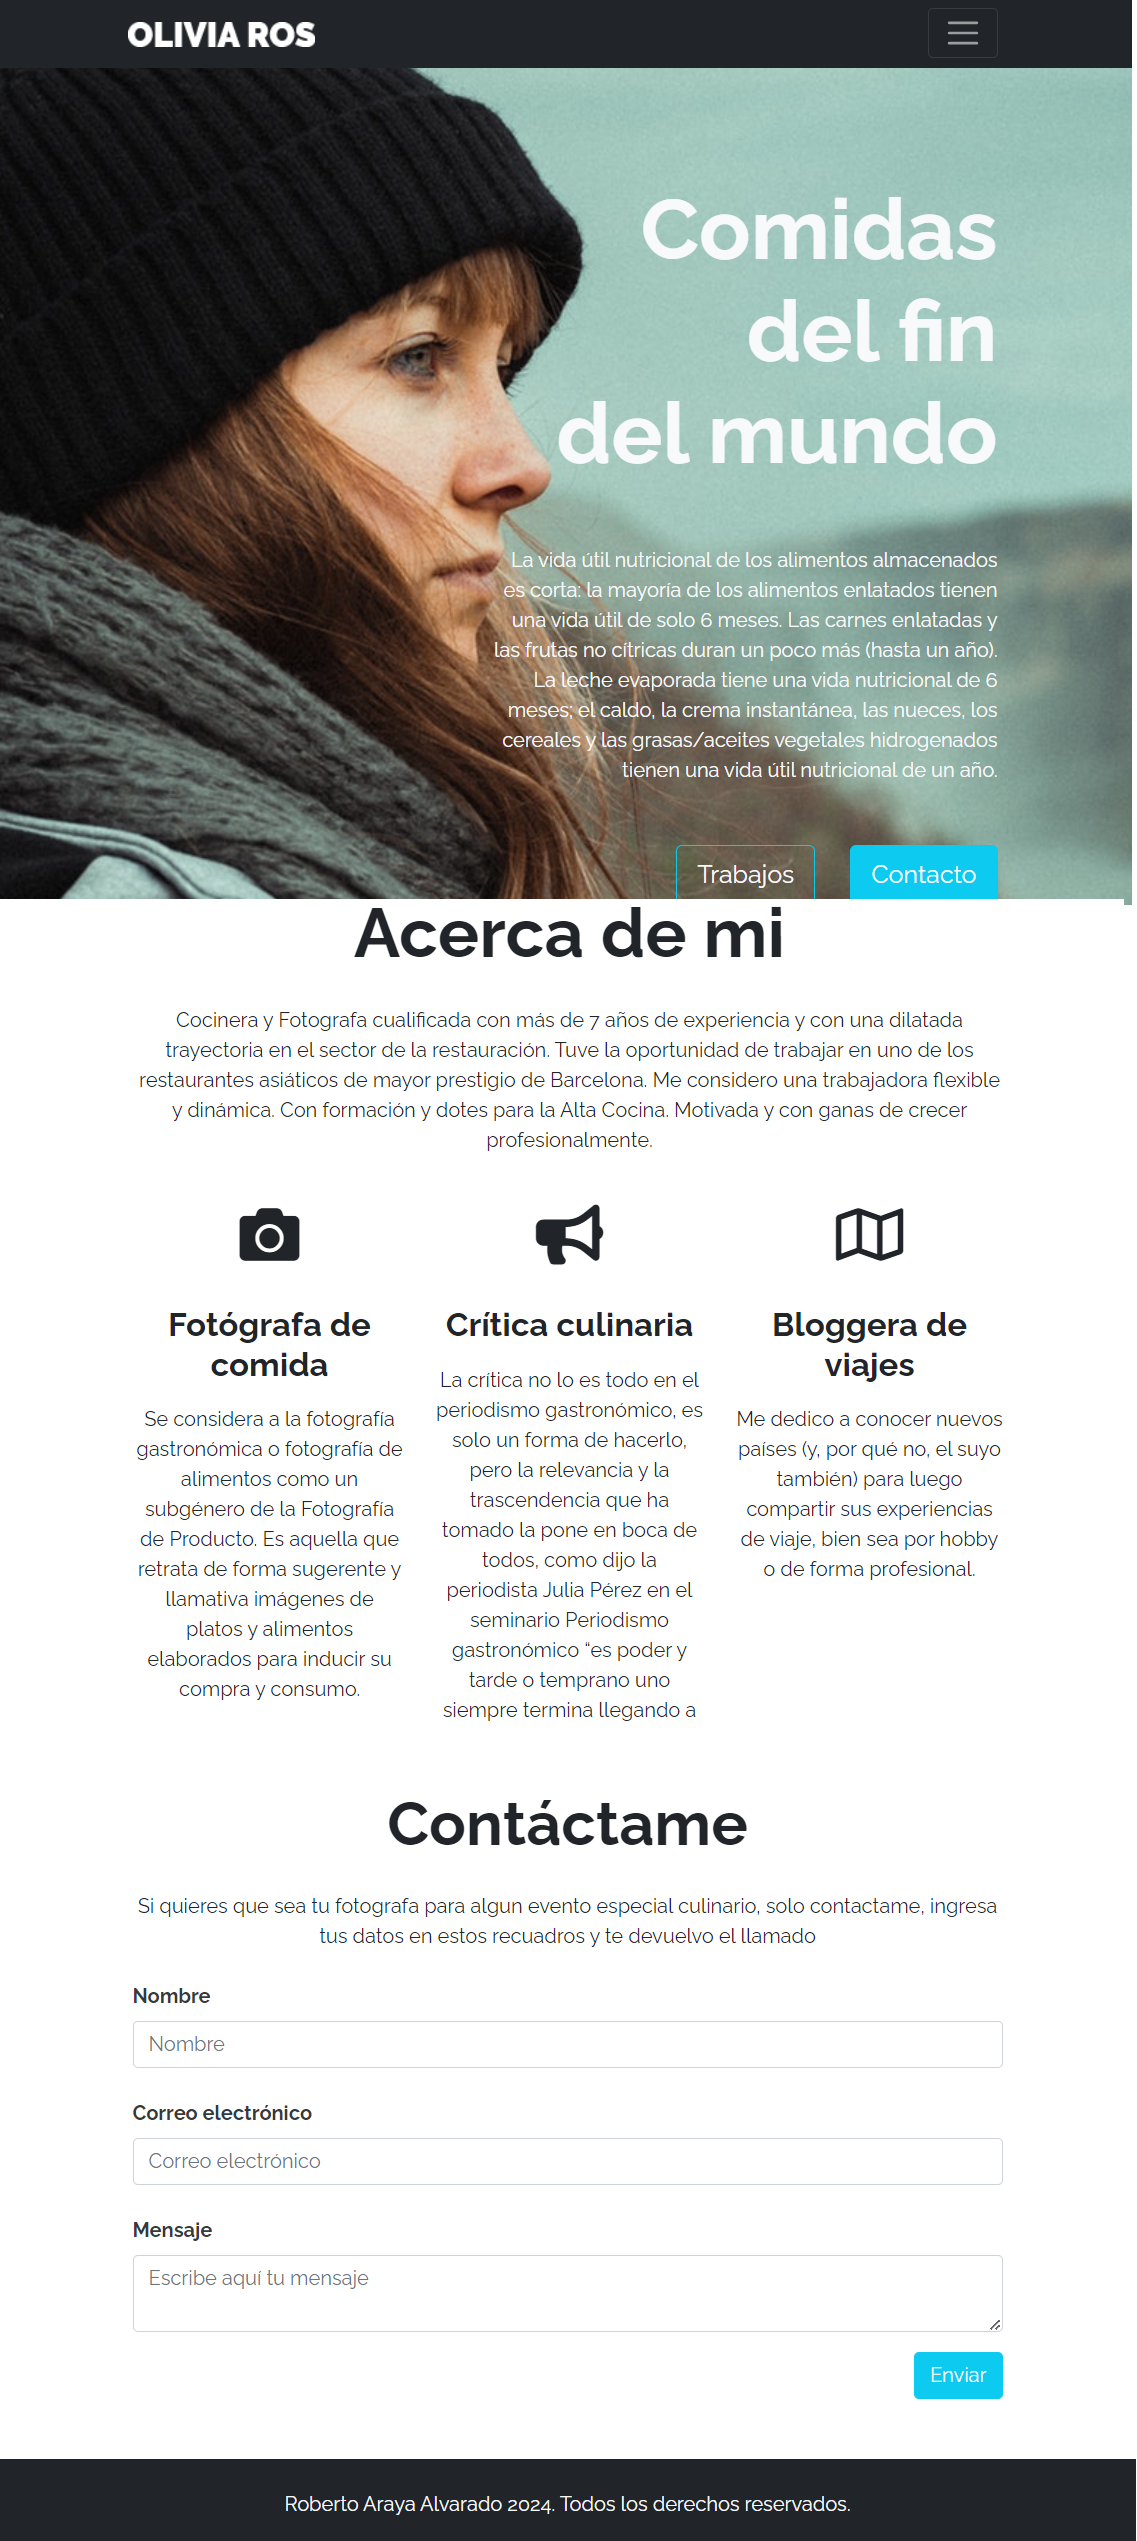 OLIVIA ROS
Comidas
del fin
del mundo
La vida útil nutricional de los alimentos almacenados
es corta: la mayoría de los alimentos enlatados tienen
una vida útil de solo 6 meses. Las carnes enlatadas y
las frutas no cítricas duran un poco más (hasta un año).
La leche evaporada tiene una vida nutricional de 6
meses; el caldo, la crema instantánea, las nueces, los
cereales y las grasas/aceites vegetales hidrogenados
tienen una vida útil nutricional de un año.
Trabajos
Contacto
Acerca de mi
Cocinera y Fotografa cualificada con más de 7 años de experiencia y con una dilatada
trayectoria en el sector de la restauración. Tuve la oportunidad de trabajar en uno de los
restaurantes asiáticos de mayor prestigio de Barcelona. Me considero una trabajadora flexible
y dinámica. Con formación y dotes para la Alta Cocina. Motivada y con ganas de crecer
profesionalmente.
Fotógrafa de
comida
Se considera a la fotografía
gastronómica o fotografía de
alimentos como un
subgénero de la Fotografía
de Producto. Es aquella que
retrata de forma sugerente y
llamativa imágenes de
platos y alimentos
elaborados para inducir su
compra y consumo.
Crítica culinaria
La crítica no lo es todo en el
periodismo gastronómico, es
solo un forma de hacerlo,
pero la relevancia y la
trascendencia que ha
tomado la pone en boca de
todos, como dijo la
periodista Julia Pérez en el
seminario Periodismo
gastronómico “es poder y
tarde o temprano uno
siempre termina llegando a
Bloggera de
viajes
Me dedico a conocer nuevos
países (y, por qué no, el suyo
también) para luego
compartir sus experiencias
de viaje, bien sea por hobby
o de forma profesional.
Contáctame
Si quieres que sea tu fotografa para algun evento especial culinario, solo contactame, ingresa
tus datos en estos recuadros y te devuelvo el llamado
Nombre
Nombre
Correo electrónico
Correo electrónico
Mensaje
Escribe aquí tu mensaje
Enviar
Roberto Araya Alvarado 2024. Todos los derechos reservados.